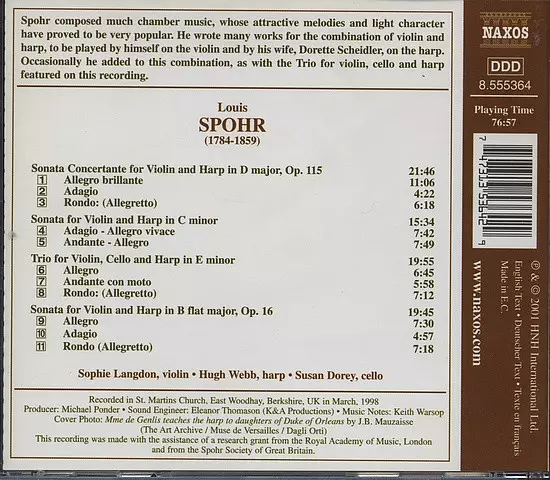 Spohr composed much chamber music, whose attractive melodies and light character
have proved to be very popular. He wrote many works for the combination of violin and
harp, to be played by himself on the violin and by his wife, Dorette Scheidler, on the harp.
Occasionally he added to this combination, as with the Trio for violin, cello and harp
featured on this recording.
Louis
SPOHR
(1784-1859)
Sonata Concertante for Violin and Harp in D major, Op. 115 21:46
1 Allegro brillante 11:06
2 Adagio 4:22
3 Rondo: (Allegretto) 6:18
Sonata for Violin and Harp in C minor 15:34
4 Adagio - Allegro vivace 7:42
5 Andante - Allegro 7:49
Trio for Violin, Cello and Harp in E minor 19:55
6 Allegro 6:45
7 Andante con moto 5:58
8 Rondo: (Allegretto) 7:12
Sonata for Violin and Harp in B flat major, Op. 16 19:45
9 Allegro 7:30
10 Adagio 4:57
11 Rondo (Allegretto) 7:18
Sophie Langdon, violin • Hugh Webb, harp • Susan Dorey, cello
Recorded in St. Martins Church, East Woodhay, Berkshire, UK in March, 1998
Producer: Michael Ponder • Sound Engineer: Eleanor Thomason (K&A Productions) • Music Notes: Keith Warsop
Cover Photo: Mme de Genlis teaches the harp to daughters of Duke of Orleans by J.B. Mauzaisse
(The Art Archive / Muse de Versailles / Dagli Orti)
This recording was made with the assistance of a research grant from the Royal Academy of Music, London
and from the Spohr Society of Great Britain.
NAXOS
DDD
8.555364
Playing Time
76:57
7 47313 53642 9
℗ & © 2001 HNH International Ltd.
English Text • Deutscher Text • Texte en français
Made in E.C.
www.naxos.com